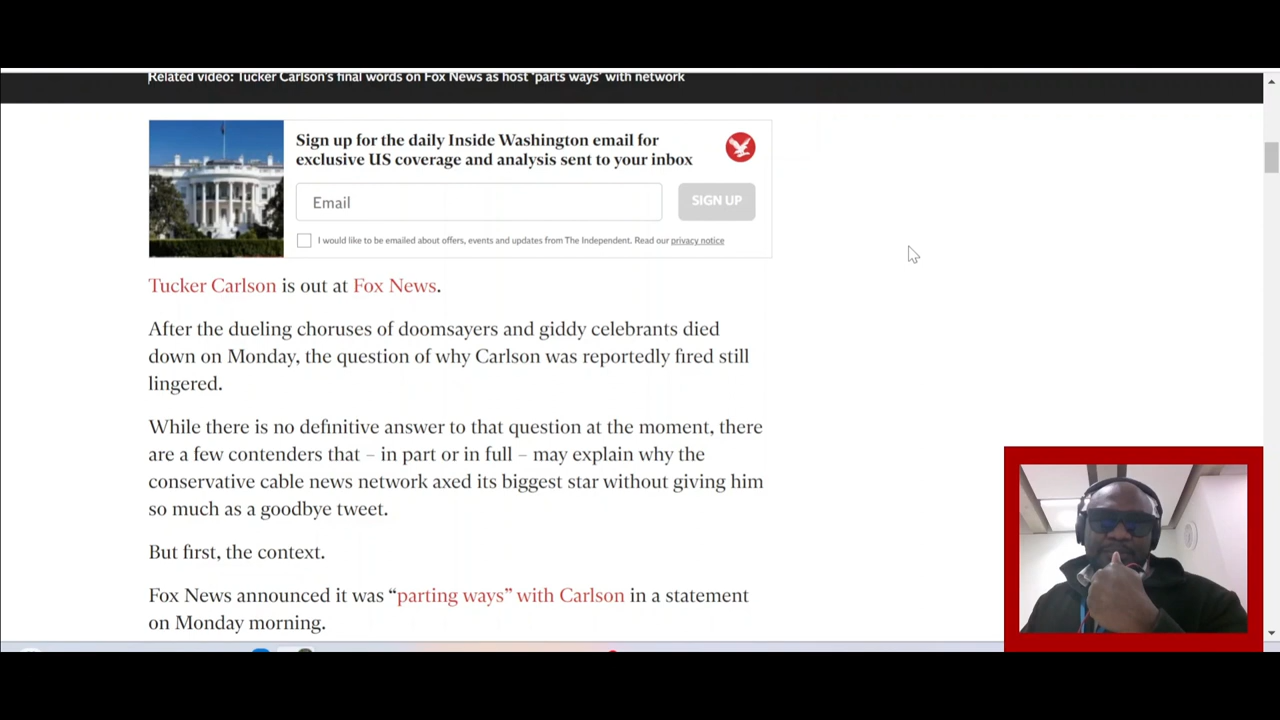 Related video: Tucker Carlson's final words on Fox News as host 'parts ways' with network
Sign up for the daily Inside Washington email for
exclusive US coverage and analysis sent to your inbox
Email
SIGN UP
I would like to be emailed about offers, events and updates from The Independent. Read our privacy notice
Tucker Carlson is out at Fox News.
After the dueling choruses of doomsayers and giddy celebrants died
down on Monday, the question of why Carlson was reportedly fired still
lingered.
While there is no definitive answer to that question at the moment, there
are a few contenders that – in part or in full – may explain why the
conservative cable news network axed its biggest star without giving him
so much as a goodbye tweet.
But first, the context.
Fox News announced it was “parting ways” with Carlson in a statement
on Monday morning.